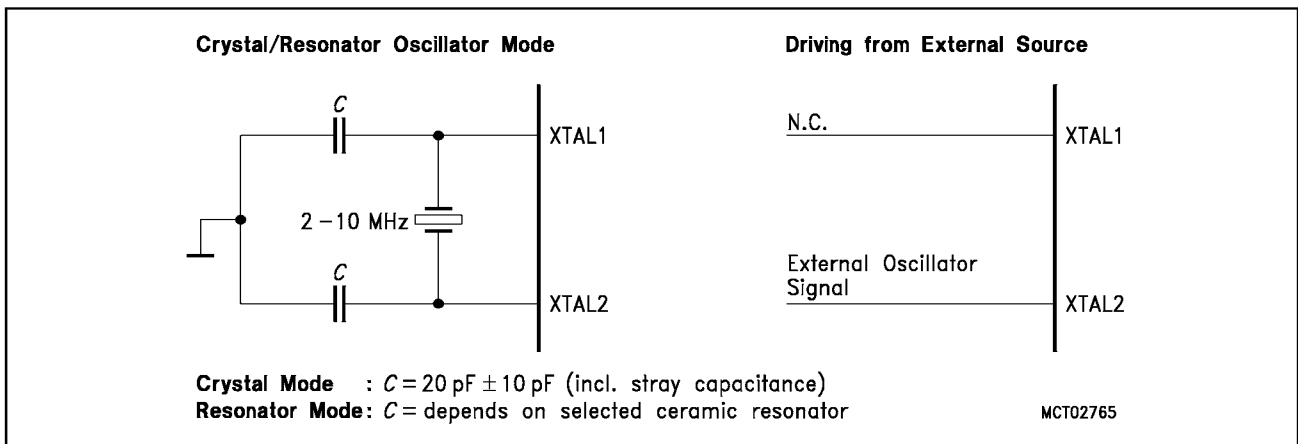 Crystal/Resonator Oscillator Mode
Driving from External Source
C
XTAL1
N.C.
XTAL1
2–10 MHz
C
XTAL2
External Oscillator
Signal
XTAL2
Crystal Mode : C = 20 pF ± 10 pF (incl. stray capacitance)
Resonator Mode: C = depends on selected ceramic resonator
MCT02765